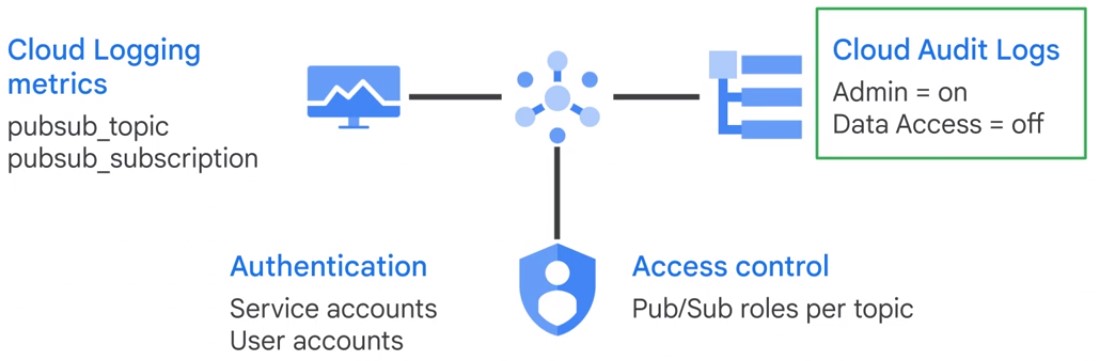 Cloud Logging
metrics
pubsub_topic
pubsub_subscription
Cloud Audit Logs
Admin = on
Data Access = off
Authentication
Service accounts
User accounts
Access control
Pub/Sub roles per topic